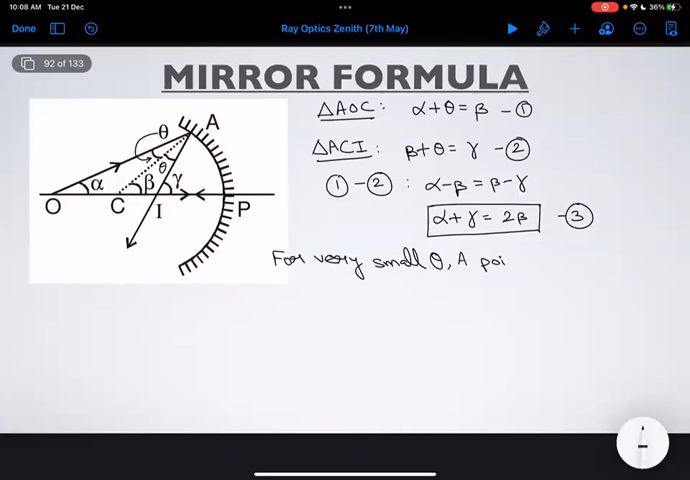 10:08 AM Tue 21 Dec
36%
Done
Ray Optics Zenith (7th May)
92 of 133
MIRROR FORMULA
ΔAOC: α+θ=β -①
ΔACI: β+θ=γ -②
①-②: α-β=β-γ
α+γ=2β -③
For very small θ, A poi
A
θ
θ
α
β
γ
O
C
I
P